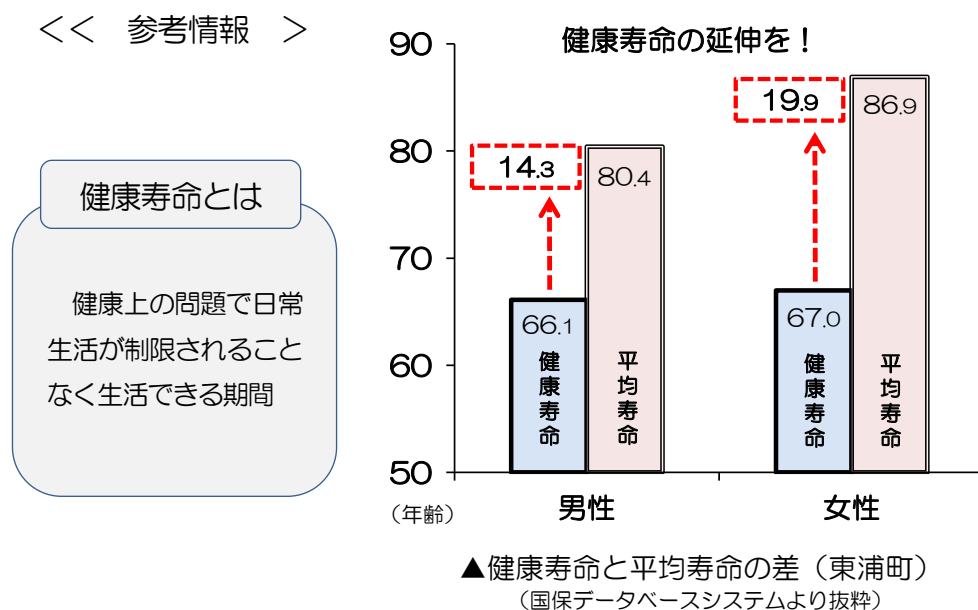 << 参考情報 >
健康寿命とは
健康上の問題で日常
生活が制限されること
なく生活できる期間
健康寿命の延伸を！
90
80
70
60
50
（年齢）
14.3
19.9
66.1
健康寿命
80.4
平均寿命
67.0
健康寿命
86.9
平均寿命
男性
女性
▲健康寿命と平均寿命の差（東浦町）
（国保データベースシステムより抜粋）